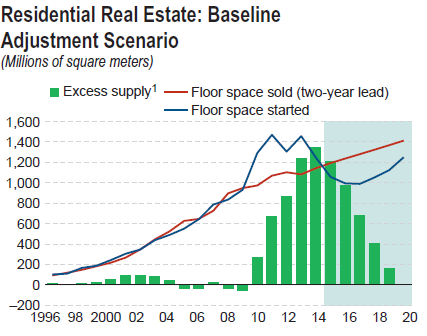 Residential Real Estate: Baseline
Adjustment Scenario
(Millions of square meters)
Excess supply¹ Floor space sold (two-year lead)
Floor space started
1,600
1,400
1,200
1,000
800
600
400
200
0
–200
1996 98 2000 02 04 06 08 10 12 14 16 18 20